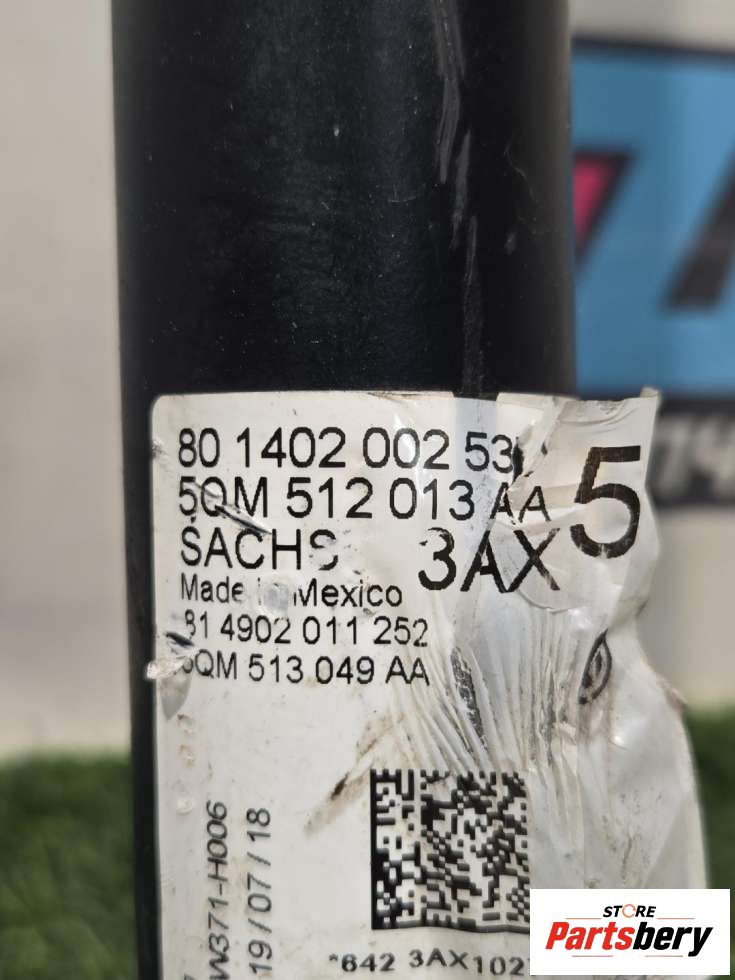 80 1402 002 53
5QM 512 013 AA
5
SACHS 3AX
Made in Mexico
81 4902 011 252
5QM 513 049 AA
W371-H006
19/07/18
*642 3AX102
STORE
Partsbery